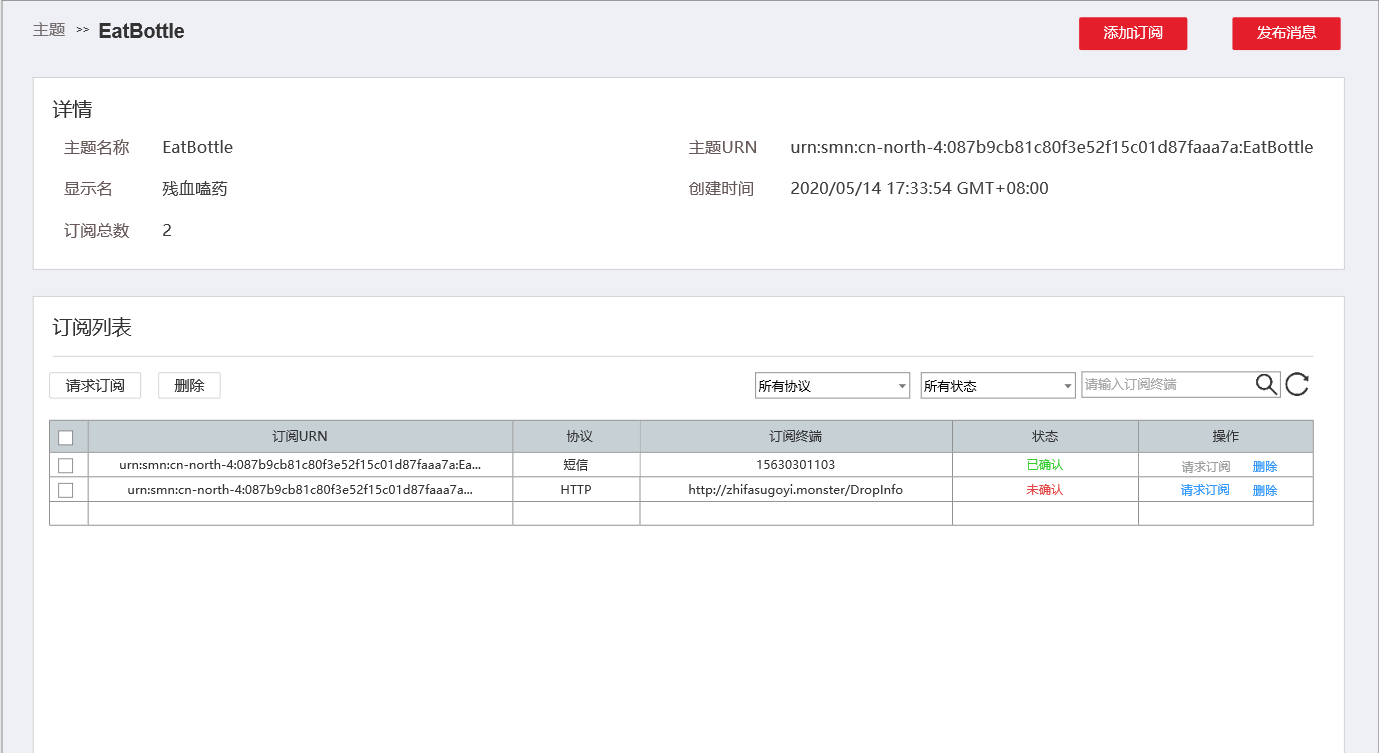 主题 >> EatBottle
添加订阅 发布消息
详情
主题名称 EatBottle 主题URN urn:smn:cn-north-4:087b9cb81c80f3e52f15c01d87faaa7a:EatBottle
显示名 残血嗑药 创建时间 2020/05/14 17:33:54 GMT+08:00
订阅总数 2
订阅列表
请求订阅 删除 所有协议 所有状态 请输入订阅终端
订阅URN 协议 订阅终端 状态 操作
urn:smn:cn-north-4:087b9cb81c80f3e52f15c01d87faaa7a:Ea... 短信 15630301103 已确认 请求订阅 删除
urn:smn:cn-north-4:087b9cb81c80f3e52f15c01d87faaa7a... HTTP http://zhifasugoyi.monster/DropInfo 未确认 请求订阅 删除